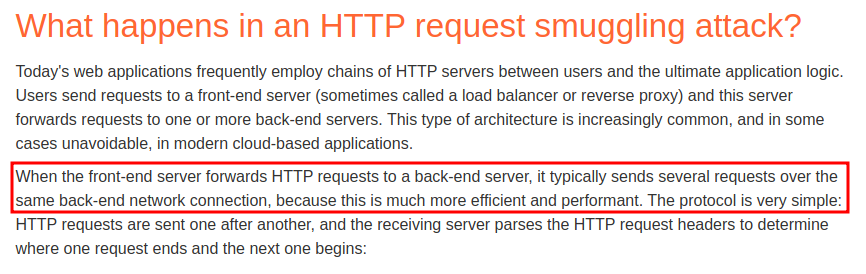 What happens in an HTTP request smuggling attack?
Today's web applications frequently employ chains of HTTP servers between users and the ultimate application logic.
Users send requests to a front-end server (sometimes called a load balancer or reverse proxy) and this server
forwards requests to one or more back-end servers. This type of architecture is increasingly common, and in some
cases unavoidable, in modern cloud-based applications.
When the front-end server forwards HTTP requests to a back-end server, it typically sends several requests over the
same back-end network connection, because this is much more efficient and performant. The protocol is very simple:
HTTP requests are sent one after another, and the receiving server parses the HTTP request headers to determine
where one request ends and the next one begins: